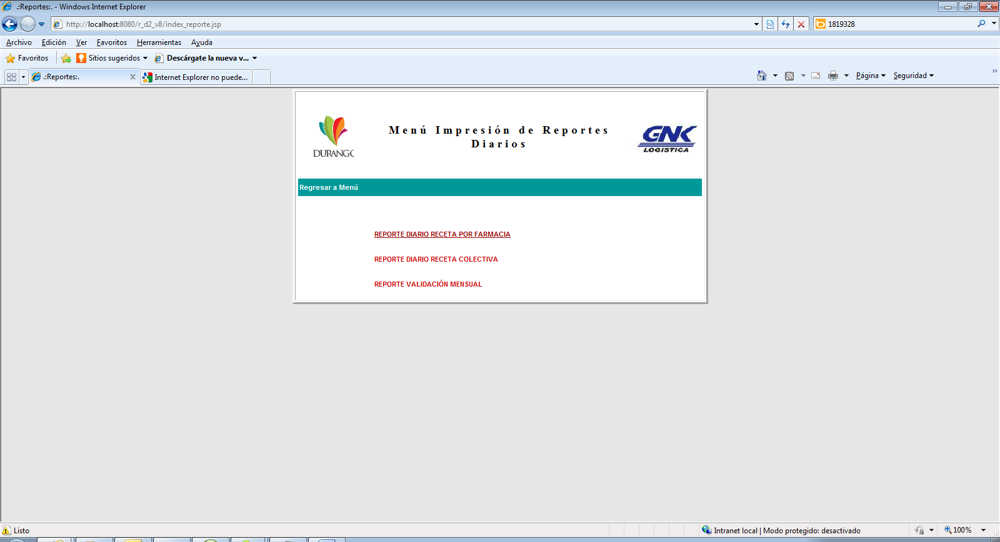 .:Reportes:. - Windows Internet Explorer
http://localhost:8080/r_d2_v8/index_reporte.jsp
1819328
Archivo Edición Ver Favoritos Herramientas Ayuda
Favoritos Sitios sugeridos Descárgate la nueva v...
.:Reportes:. Internet Explorer no puede... Página Seguridad
DURANGO
Menú Impresión de Reportes
Diarios
GNK
LOGISTICA
Regresar a Menú
REPORTE DIARIO RECETA POR FARMACIA
REPORTE DIARIO RECETA COLECTIVA
REPORTE VALIDACIÓN MENSUAL
Listo Intranet local | Modo protegido: desactivado 100%